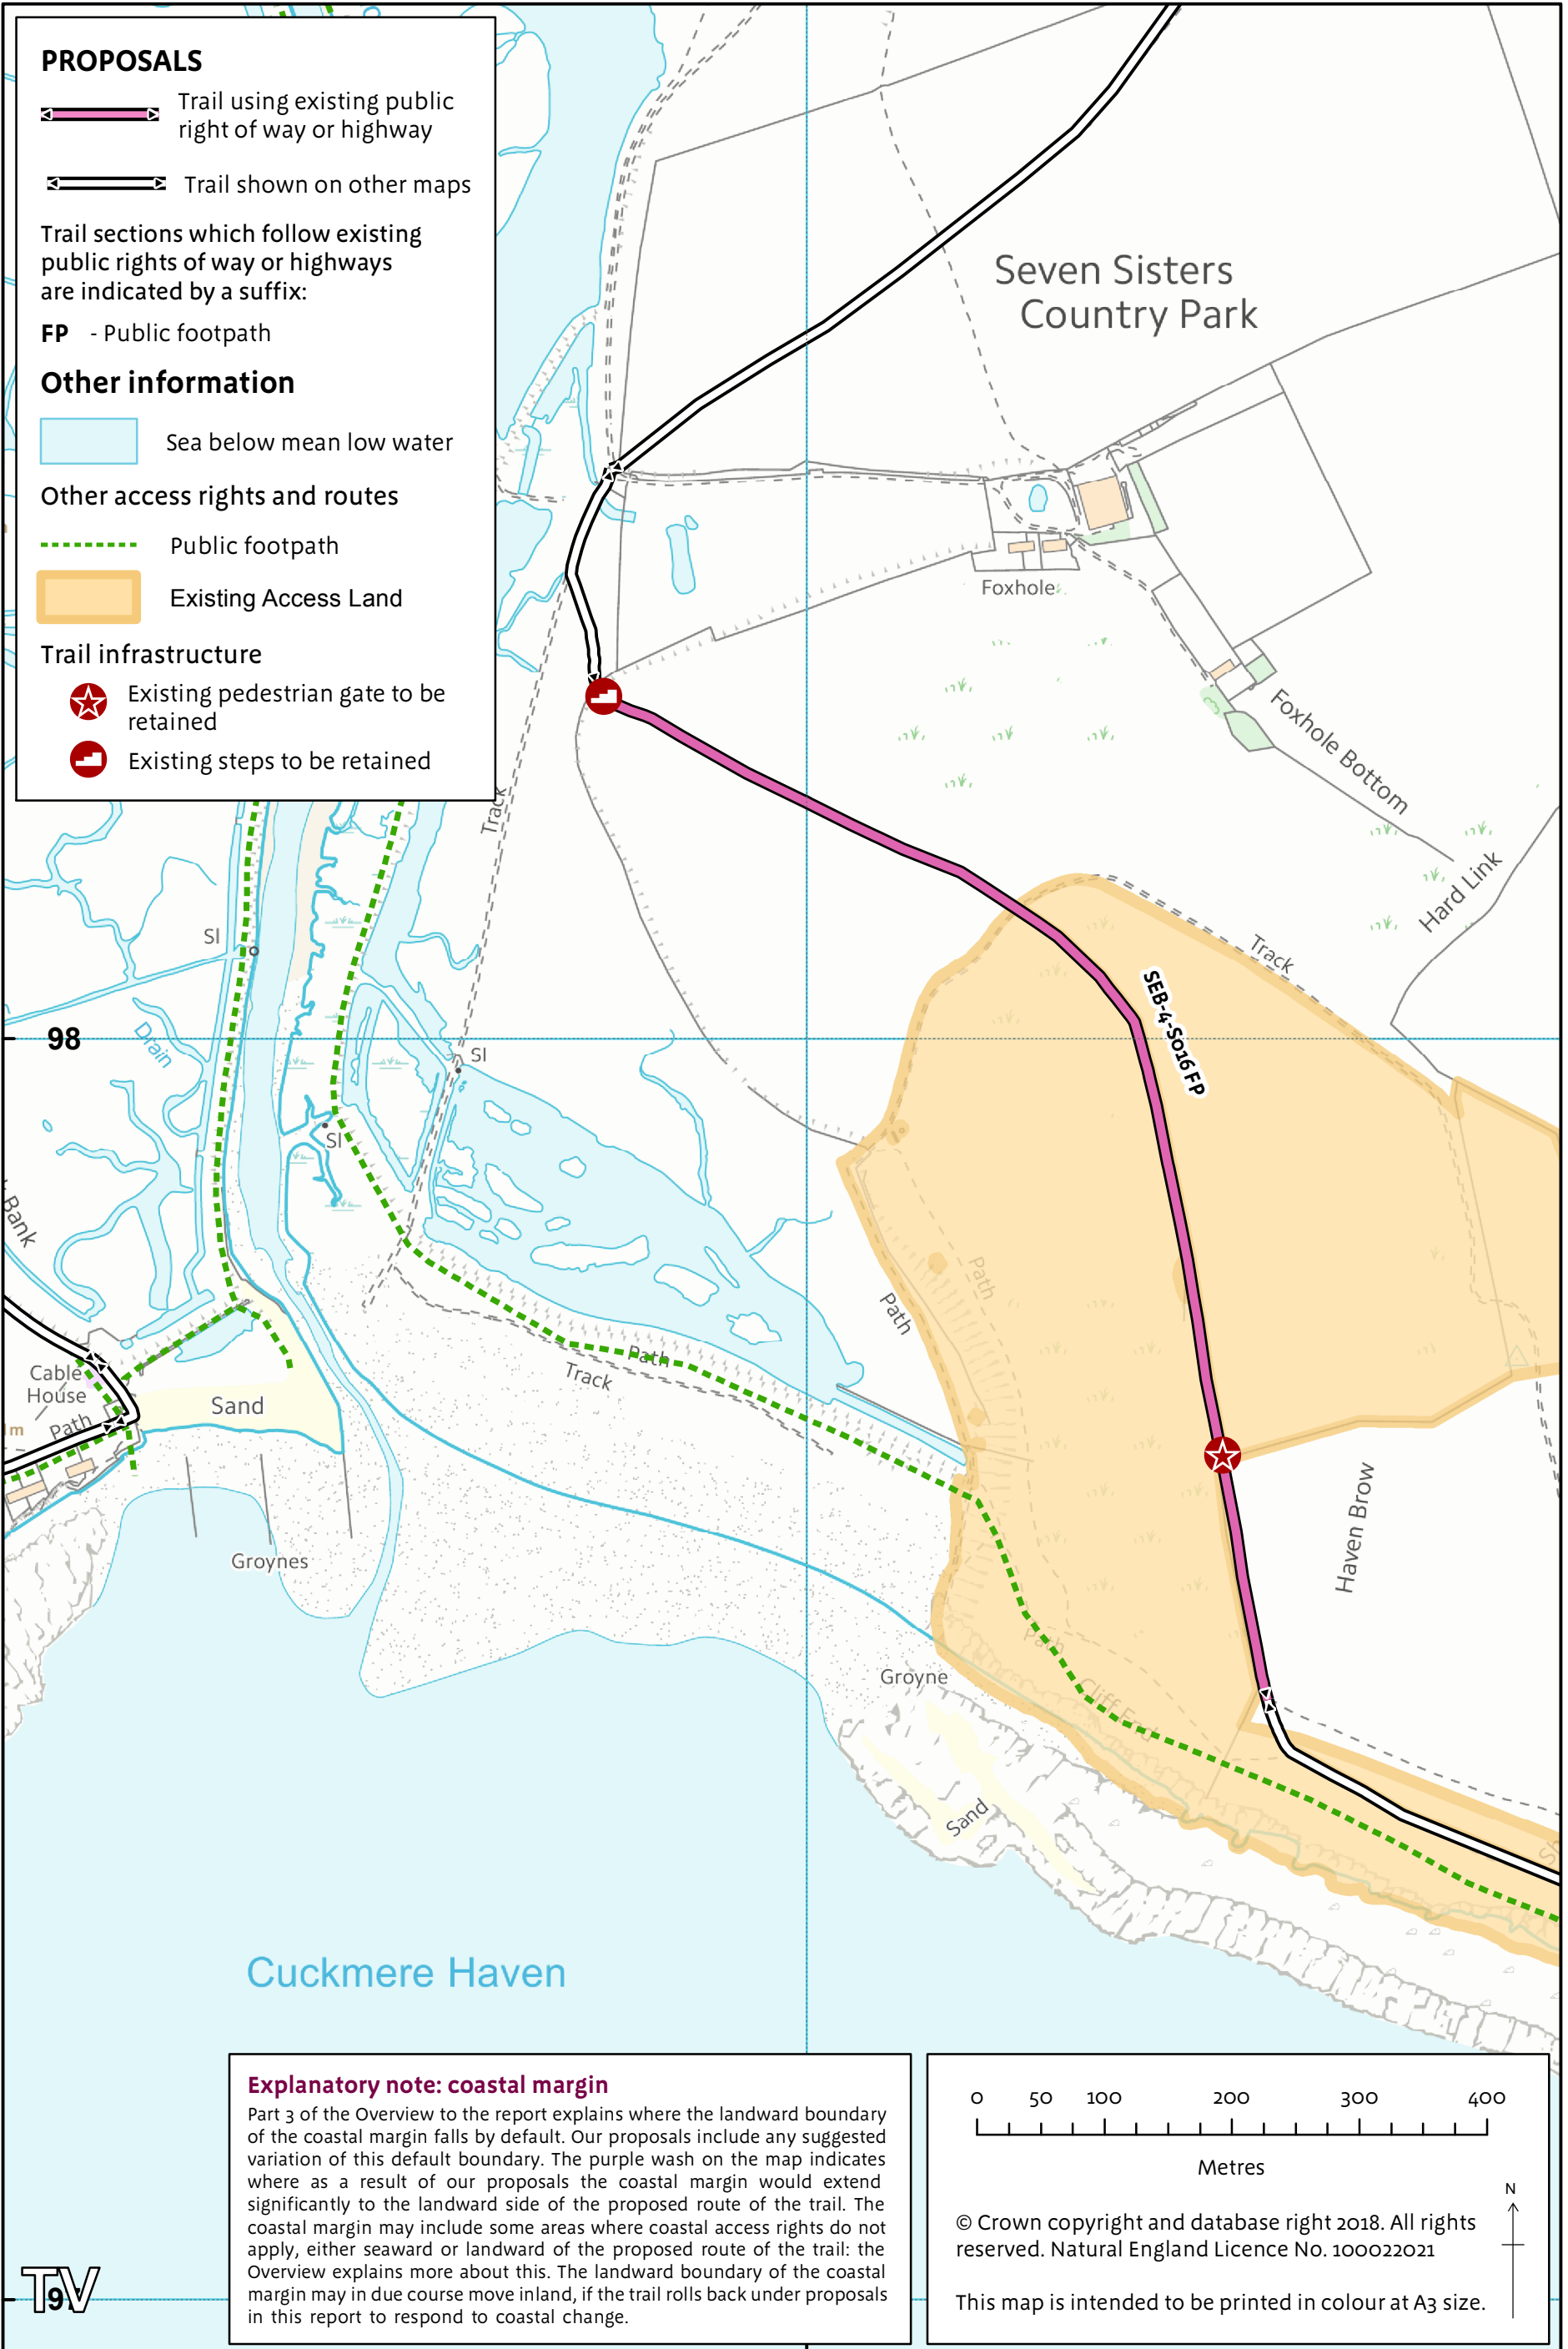 PROPOSALS
Trail using existing public
right of way or highway
Trail shown on other maps
Trail sections which follow existing
public rights of way or highways
are indicated by a suffix:
FP - Public footpath
Other information
Sea below mean low water
Other access rights and routes
Public footpath
Existing Access Land
Trail infrastructure
Existing pedestrian gate to be
retained
Existing steps to be retained
Seven Sisters
Country Park
Foxhole
Foxhole Bottom
Hard Link
Track
Track
SEB-4-S016 FP
Sl
98
Drain
Sl
Sl
Bank
Path
Path
Path
Track
Cable
House
Path
Sand
Groynes
Haven Brow
Path
Groyne
Cliff End
Sand
Cuckmere Haven
Explanatory note: coastal margin
Part 3 of the Overview to the report explains where the landward boundary
of the coastal margin falls by default. Our proposals include any suggested
variation of this default boundary. The purple wash on the map indicates
where as a result of our proposals the coastal margin would extend
significantly to the landward side of the proposed route of the trail. The
coastal margin may include some areas where coastal access rights do not
apply, either seaward or landward of the proposed route of the trail: the
Overview explains more about this. The landward boundary of the coastal
margin may in due course move inland, if the trail rolls back under proposals
in this report to respond to coastal change.
0 50 100 200 300 400
Metres
N
© Crown copyright and database right 2018. All rights
reserved. Natural England Licence No. 100022021
This map is intended to be printed in colour at A3 size.
TV
97